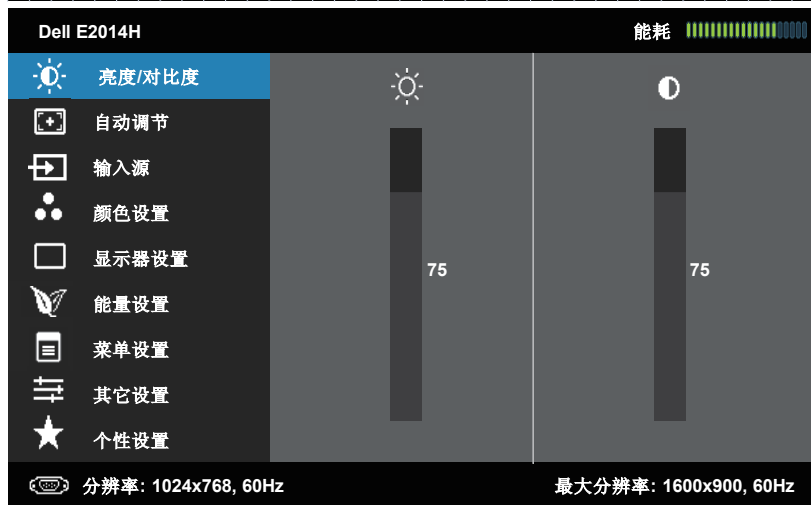 Dell E2014H
能耗
亮度/对比度
自动调节
输入源
颜色设置
显示器设置
75
75
能量设置
菜单设置
其它设置
个性设置
分辨率: 1024x768, 60Hz
最大分辨率: 1600x900, 60Hz